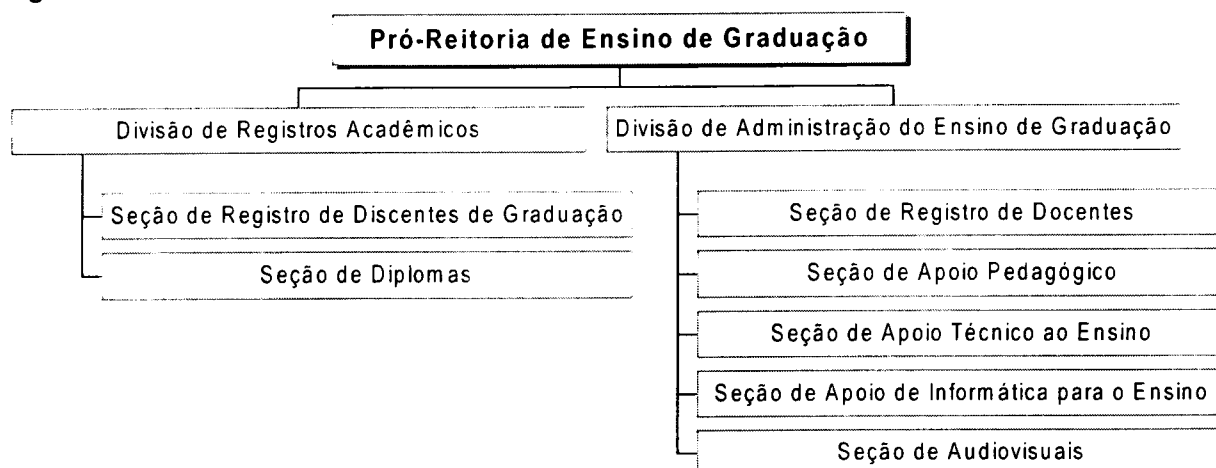 Pró-Reitoria de Ensino de Graduação
Divisão de Registros Acadêmicos
Divisão de Administração do Ensino de Graduação
Seção de Registro de Discentes de Graduação
Seção de Diplomas
Seção de Registro de Docentes
Seção de Apoio Pedagógico
Seção de Apoio Técnico ao Ensino
Seção de Apoio de Informática para o Ensino
Seção de Audiovisuais